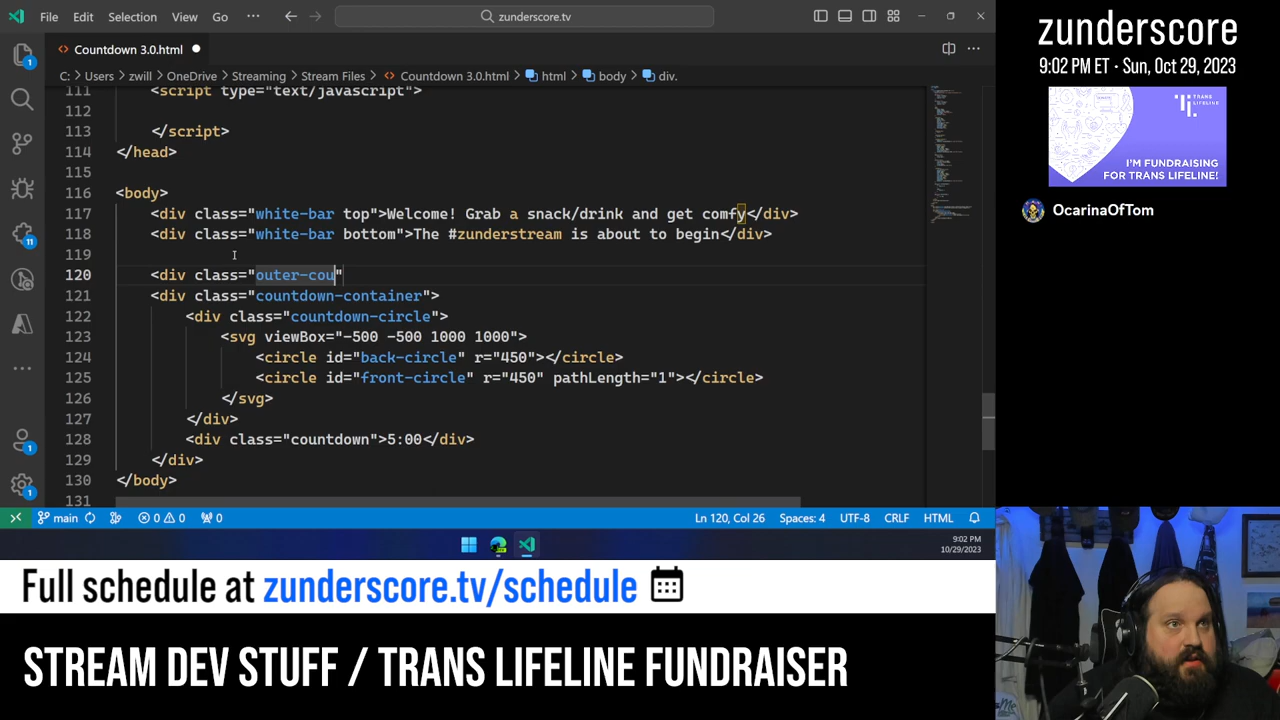 File Edit Selection View Go ··· zunderscore.tv
Countdown 3.0.html
C: > Users > zwill > OneDrive > Streaming > Stream Files > Countdown 3.0.html > html > body > div.
111 <script type="text/javascript">
112
113 </script>
114 </head>
115
116 <body>
117 <div class="white-bar top">Welcome! Grab a snack/drink and get comfy</div>
118 <div class="white-bar bottom">The #zunderstream is about to begin</div>
119
120 <div class="outer-cou"
121 <div class="countdown-container">
122 <div class="countdown-circle">
123 <svg viewBox="-500 -500 1000 1000">
124 <circle id="back-circle" r="450"></circle>
125 <circle id="front-circle" r="450" pathLength="1"></circle>
126 </svg>
127 </div>
128 <div class="countdown">5:00</div>
129 </div>
130 </body>
131
1
11
1
1
main 0 0 0 Ln 120, Col 26 Spaces: 4 UTF-8 CRLF HTML
9:02 PM
10/29/2023
zunderscore
9:02 PM ET · Sun, Oct 29, 2023
TRANS
LIFELINE
I'M FUNDRAISING
FOR TRANS LIFELINE!
OcarinaOfTom
Full schedule at zunderscore.tv/schedule
STREAM DEV STUFF / TRANS LIFELINE FUNDRAISER